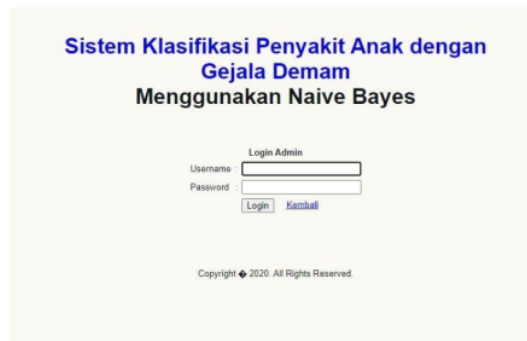 Sistem Klasifikasi Penyakit Anak dengan
Gejala Demam
Menggunakan Naive Bayes
Login Admin
Username :
Password :
Login Kembali
Copyright � 2020. All Rights Reserved.